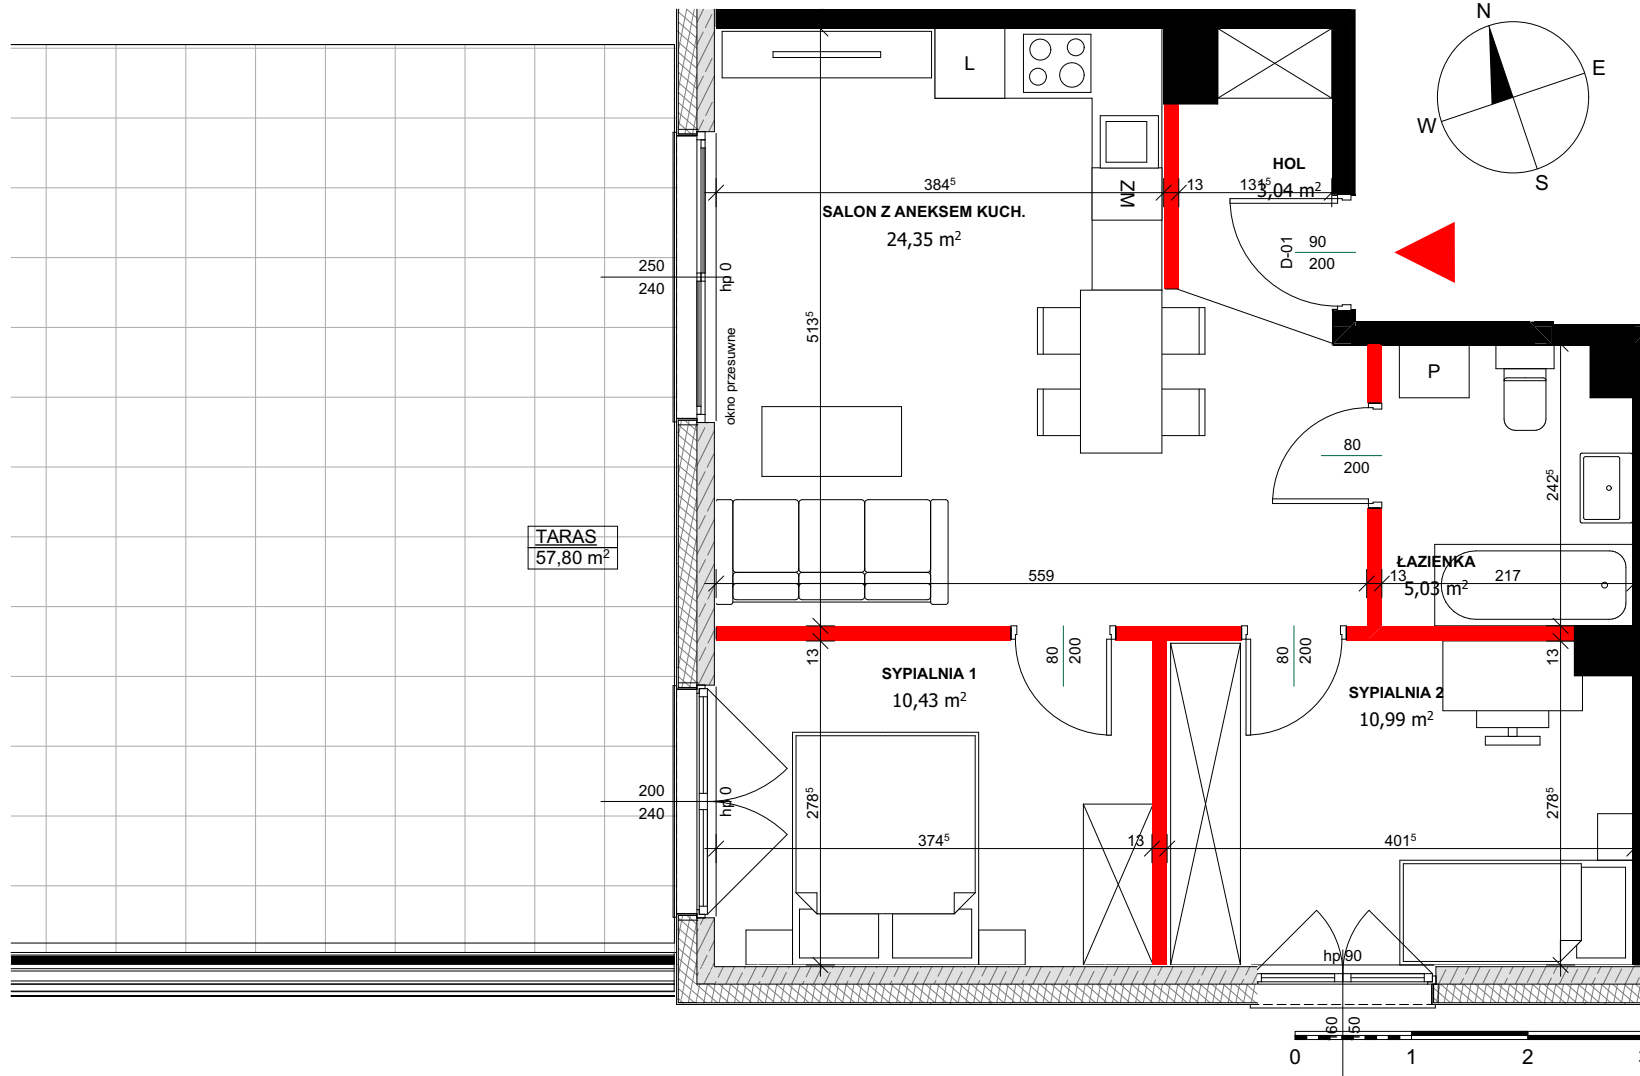 N
E
W
S
L
HOL
3,04 m²
384⁵
13
131⁵
ZM
SALON Z ANEKSEM KUCH.
24,35 m²
D-01
90
200
250
240
hp 0
okno przesuwne
513⁵
P
80
200
242⁵
TARAS
57,80 m²
559
13
217
ŁAZIENKA
5,03 m²
13
80
200
80
200
13
SYPIALNIA 1
10,43 m²
SYPIALNIA 2
10,99 m²
200
240
hp 0
278⁵
278⁵
374⁵
13
401⁵
hp 90
150
0
1
2